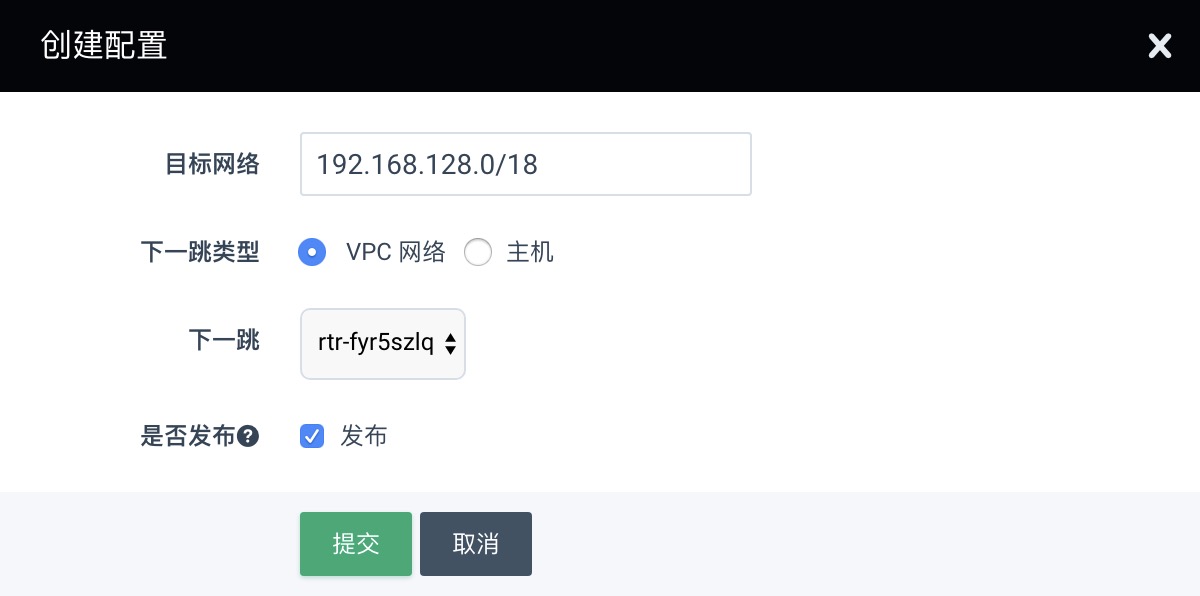 创建配置
目标网络 192.168.128.0/18
下一跳类型 VPC 网络 主机
下一跳 rtr-fyr5szlq
是否发布? 发布
提交 取消